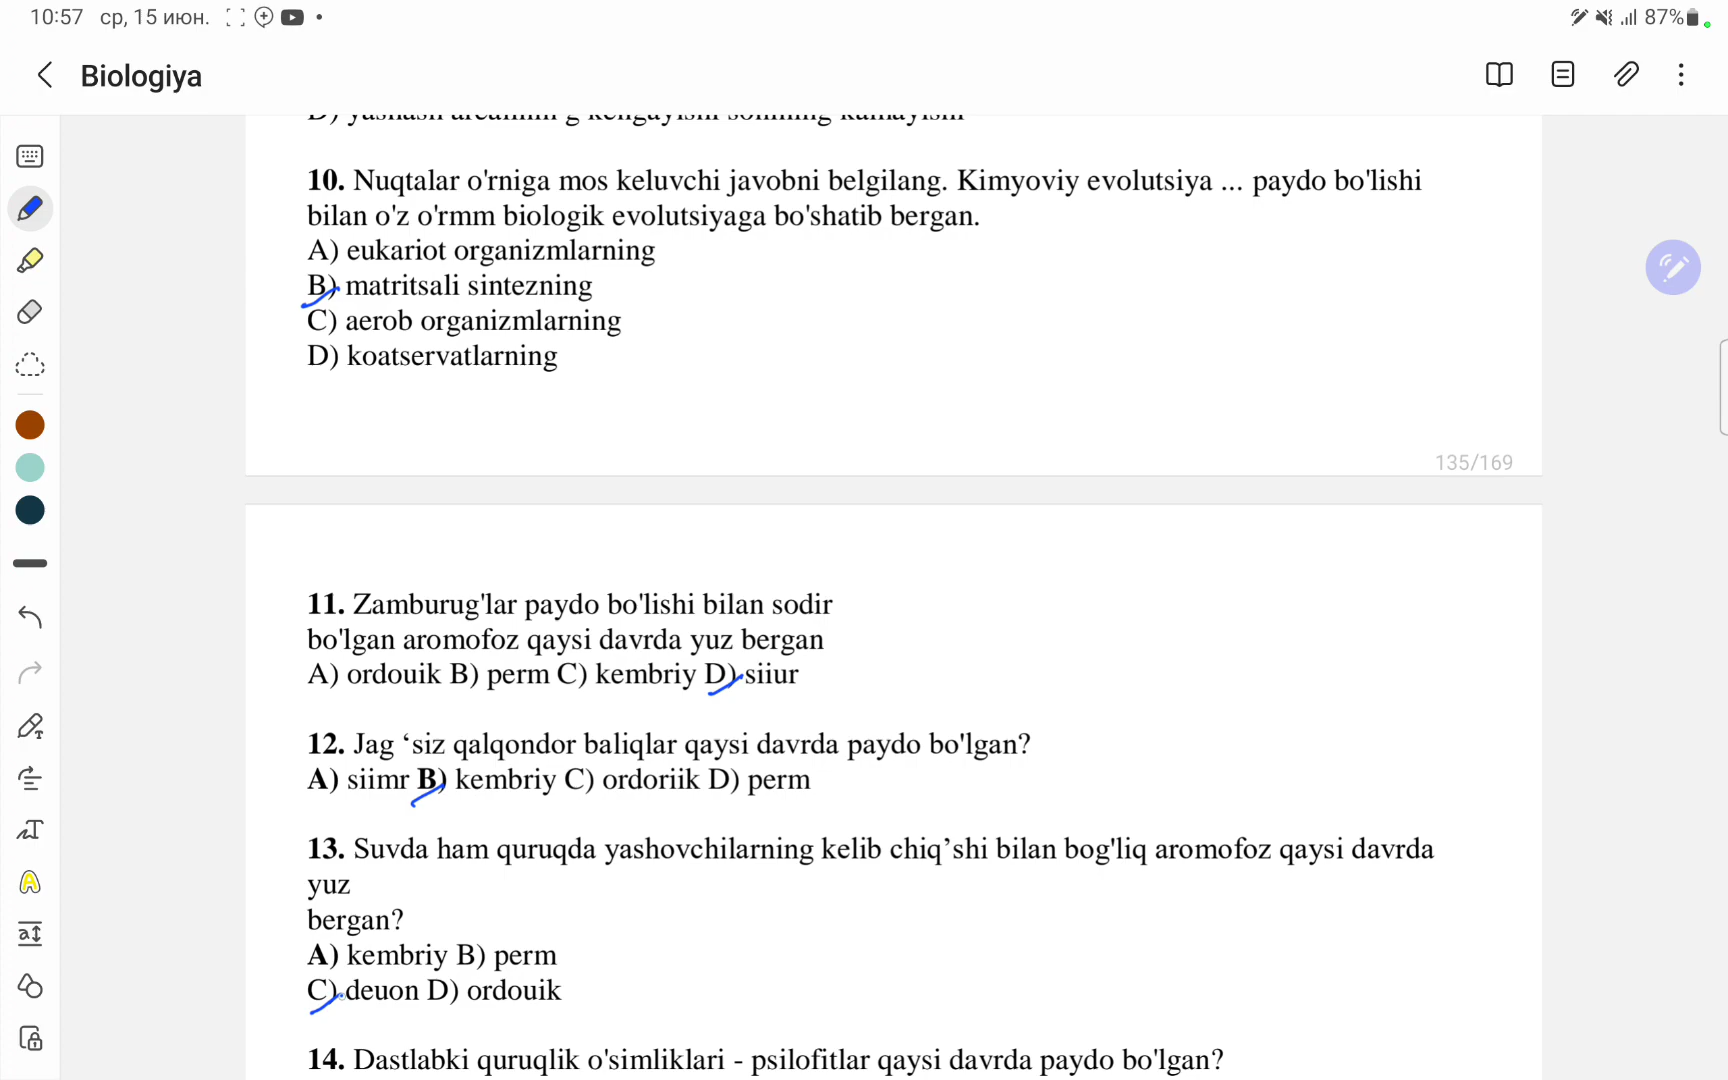 10:57 ср, 15 июн.
87%
Biologiya
10. Nuqtalar o'rniga mos keluvchi javobni belgilang. Kimyoviy evolutsiya ... paydo bo'lishi
bilan o'z o'rmm biologik evolutsiyaga bo'shatib bergan.
A) eukariot organizmlarning
B) matritsali sintezning
C) aerob organizmlarning
D) koatservatlarning
135/169
11. Zamburug'lar paydo bo'lishi bilan sodir
bo'lgan aromofoz qaysi davrda yuz bergan
A) ordouik B) perm C) kembriy D) siiur
12. Jag ‘siz qalqondor baliqlar qaysi davrda paydo bo'lgan?
A) siimr B) kembriy C) ordoriik D) perm
13. Suvda ham quruqda yashovchilarning kelib chiq’shi bilan bog'liq aromofoz qaysi davrda
yuz
bergan?
A) kembriy B) perm
C) deuon D) ordouik
14. Dastlabki quruqlik o'simliklari - psilofitlar qaysi davrda paydo bo'lgan?